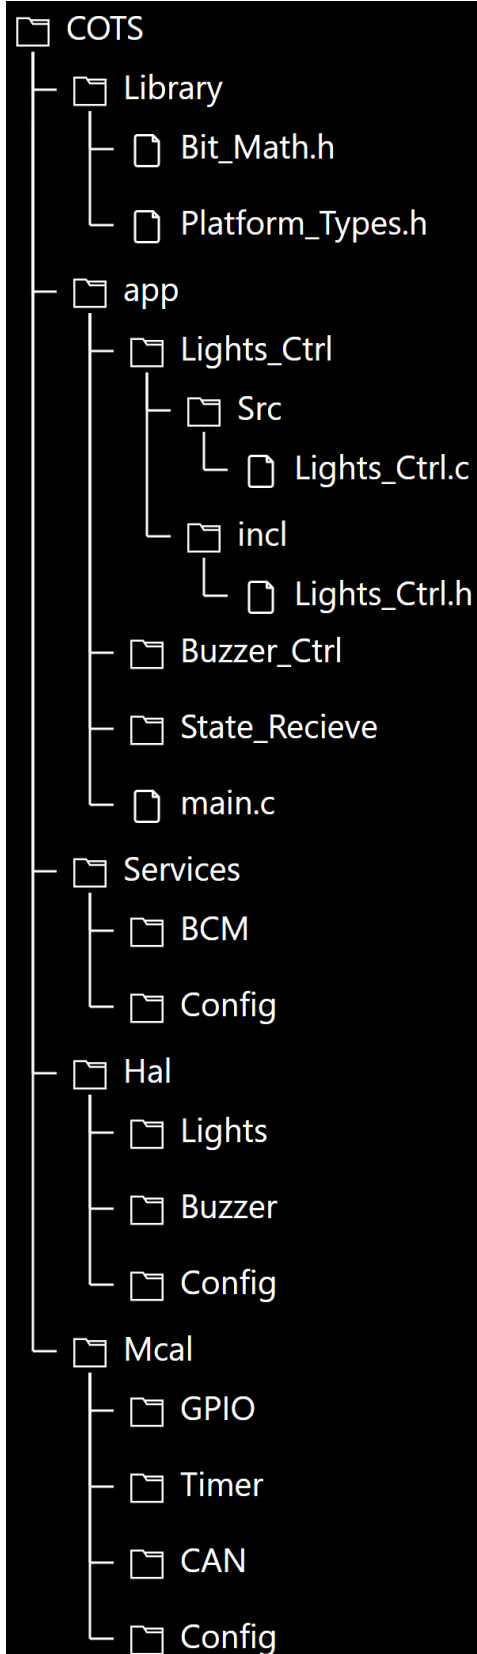 COTS
Library
Bit_Math.h
Platform_Types.h
app
Lights_Ctrl
Src
Lights_Ctrl.c
incl
Lights_Ctrl.h
Buzzer_Ctrl
State_Recieve
main.c
Services
BCM
Config
Hal
Lights
Buzzer
Config
Mcal
GPIO
Timer
CAN
Config